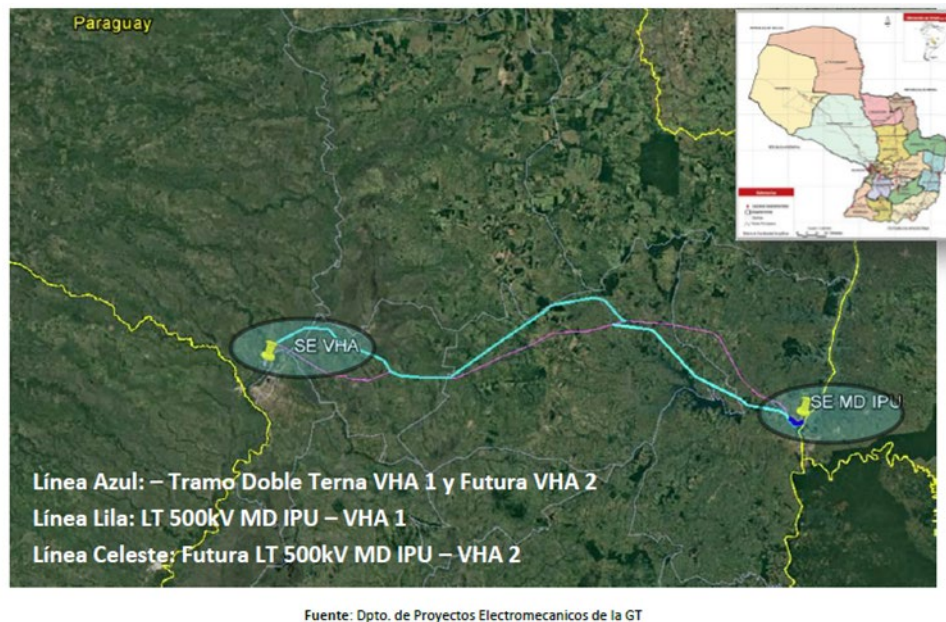 Paraguay
SE VHA
SE MD IPU
Línea Azul: – Tramo Doble Terna VHA 1 y Futura VHA 2
Línea Lila: LT 500kV MD IPU – VHA 1
Línea Celeste: Futura LT 500kV MD IPU – VHA 2
Fuente: Dpto. de Proyectos Electromecanicos de la GT